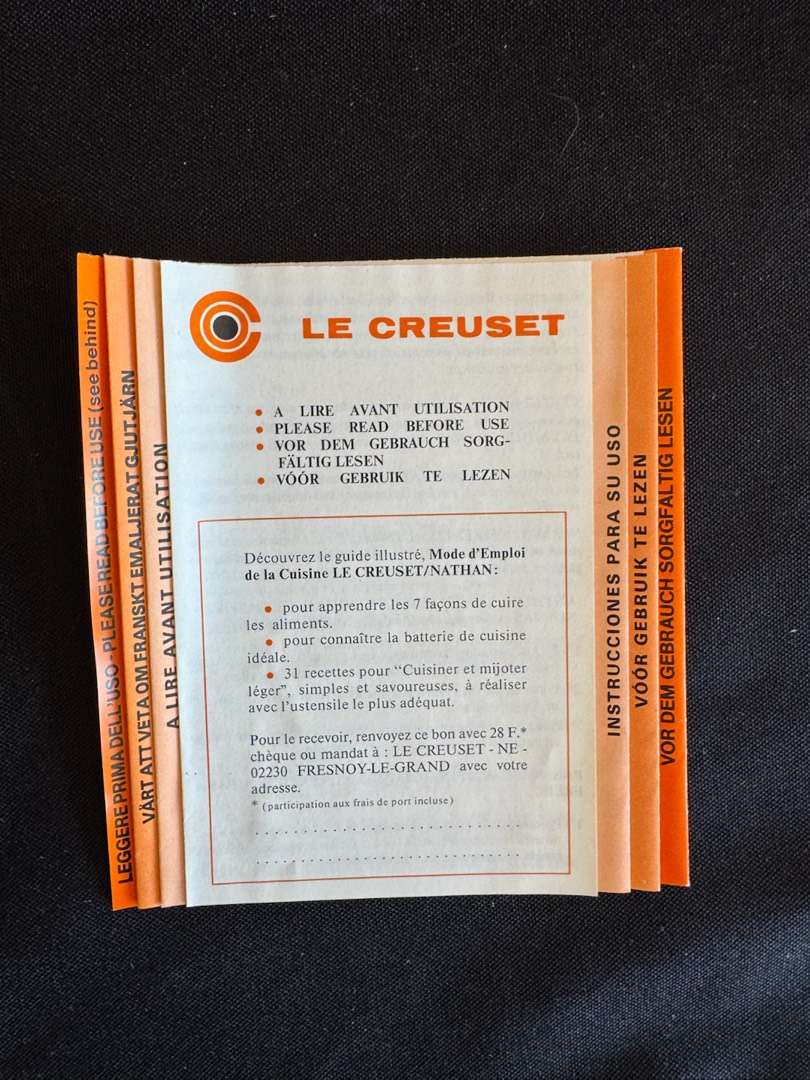 LEGGERE PRIMA DELL'USO - PLEASE READ BEFORE USE (see behind)
VÄRT ATT VETA OM FRANSKT EMALJERAT GJUTJÄRN
A LIRE AVANT UTILISATION
LE CREUSET
• A LIRE AVANT UTILISATION
• PLEASE READ BEFORE USE
• VOR DEM GEBRAUCH SORG-
FÄLTIG LESEN
• VÓÓR GEBRUIK TE LEZEN
Découvrez le guide illustré, Mode d'Emploi
de la Cuisine LE CREUSET/NATHAN:
• pour apprendre les 7 façons de cuire
les aliments.
• pour connaître la batterie de cuisine
idéale.
• 31 recettes pour “Cuisiner et mijoter
léger”, simples et savoureuses, à réaliser
avec l'ustensile le plus adéquat.
Pour le recevoir, renvoyez ce bon avec 28 F.*
chèque ou mandat à : LE CREUSET - NE -
02230 FRESNOY-LE-GRAND avec votre
adresse.
* (participation aux frais de port incluse)
INSTRUCCIONES PARA SU USO
VÓÓR GEBRUIK TE LEZEN
VOR DEM GEBRAUCH SORGFÄLTIG LESEN